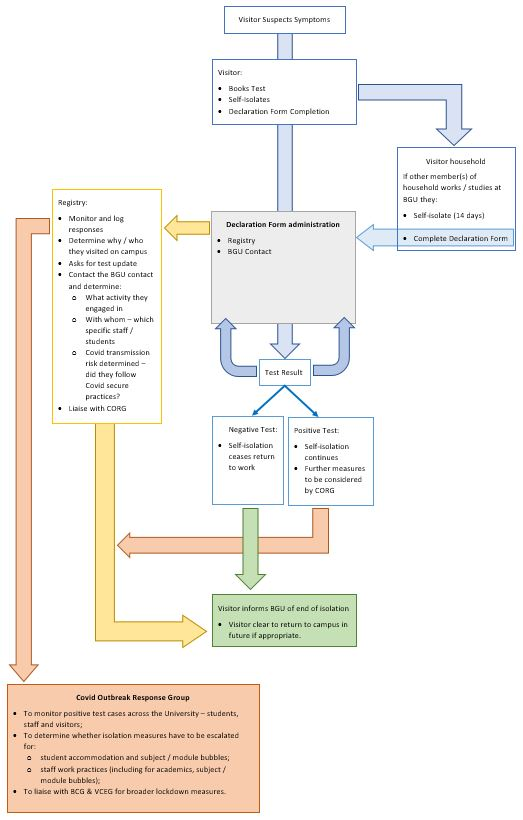 Visitor Suspects Symptoms
Visitor:
• Books Test
• Self-Isolates
• Declaration Form Completion
Visitor household
If other member(s) of
household works / studies at
BGU they:
• Self-isolate (14 days)
• Complete Declaration Form
Declaration Form administration
• Registry
• BGU Contact
Registry:
• Monitor and log
responses
• Determine why / who
they visited on campus
• Asks for test update
• Contact the BGU contact
and determine:
o What activity they
engaged in
o With whom – which
specific staff /
students
o Covid transmission
risk determined –
did they follow
Covid secure
practices?
• Liaise with CORG
Test Result
Negative Test:
• Self-isolation
ceases return
to work
Positive Test:
• Self-isolation
continues
• Further measures
to be considered
by CORG
Visitor informs BGU of end of isolation
• Visitor clear to return to campus in
future if appropriate.
Covid Outbreak Response Group
• To monitor positive test cases across the University – students,
staff and visitors;
• To determine whether isolation measures have to be escalated
for:
o student accommodation and subject / module bubbles;
o staff work practices (including for academics, subject /
module bubbles);
• To liaise with BCG & VCEG for broader lockdown measures.